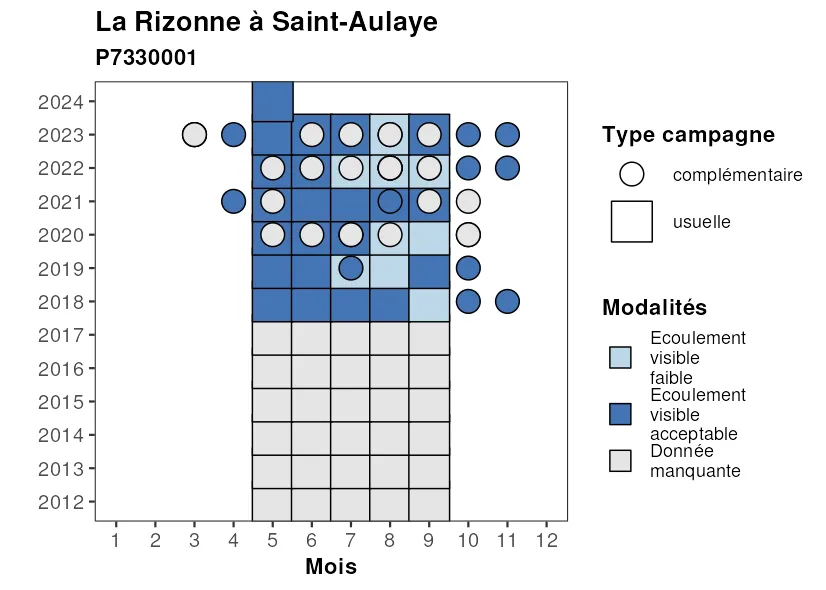 La Rizonne à Saint-Aulaye
P7330001
2024
2023
2022
2021
2020
2019
2018
2017
2016
2015
2014
2013
2012
1 2 3 4 5 6 7 8 9 10 11 12
Mois
Type campagne
complémentaire
usuelle
Modalités
Ecoulement
visible
faible
Ecoulement
visible
acceptable
Donnée
manquante